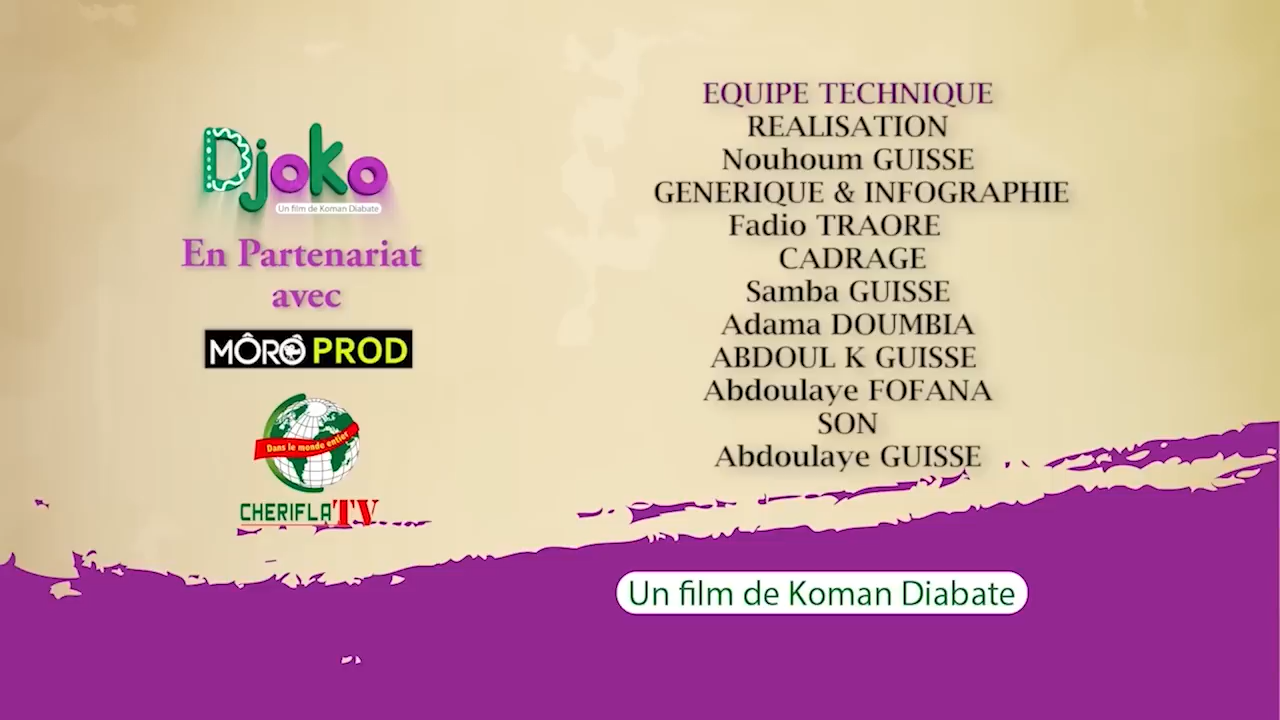 Djoko
Un film de Koman Diabate
En Partenariat
avec
MÔRÔ PROD
Dans le monde entier
CHERIFLA TV
EQUIPE TECHNIQUE
REALISATION
Nouhoum GUISSE
GENERIQUE & INFOGRAPHIE
Fadio TRAORE
CADRAGE
Samba GUISSE
Adama DOUMBIA
ABDOUL K GUISSE
Abdoulaye FOFANA
SON
Abdoulaye GUISSE
Un film de Koman Diabate